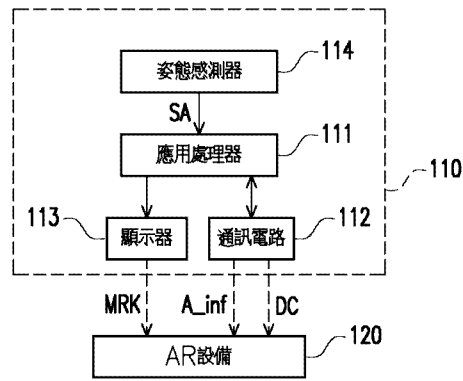 姿態感測器
114
SA
應用處理器
111
110
113
顯示器
通訊電路
112
MRK
A_inf
DC
AR設備
120